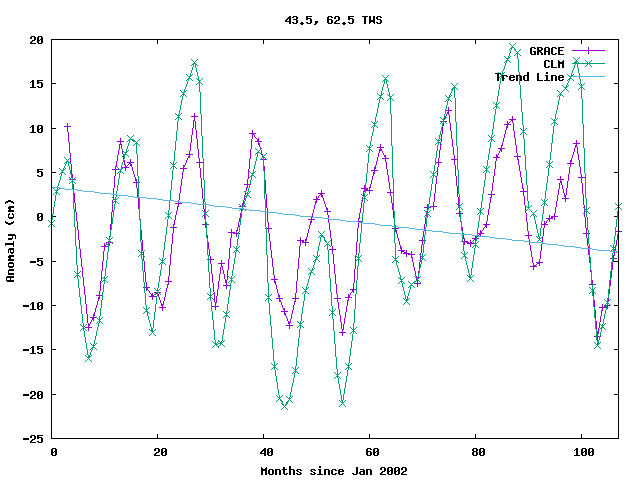 43.5, 62.5 TWS
GRACE
CLM
Trend Line
20
15
10
5
0
-5
-10
-15
-20
-25
Anomaly (cm)
0 20 40 60 80 100
Months since Jan 2002